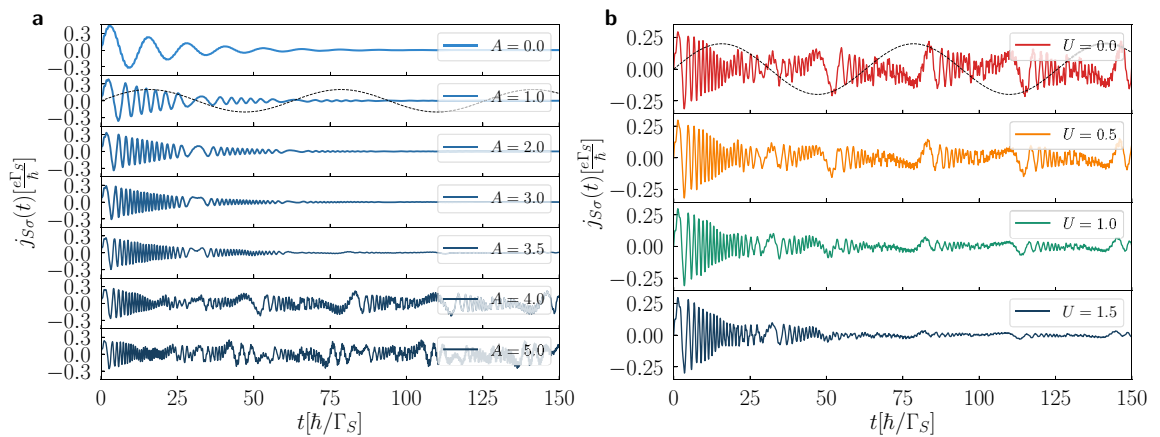 a
j_{Sσ}(t)[eΓ_S/ħ]
0.3
0.0
−0.3
A = 0.0
0.3
0.0
−0.3
A = 1.0
0.3
0.0
−0.3
A = 2.0
0.3
0.0
−0.3
A = 3.0
0.3
0.0
−0.3
A = 3.5
0.3
0.0
−0.3
A = 4.0
0.3
0.0
−0.3
A = 5.0
0 25 50 75 100 125 150
t[ħ/Γ_S]
b
j_{Sσ}(t)[eΓ_S/ħ]
0.25
0.00
−0.25
U = 0.0
0.25
0.00
−0.25
U = 0.5
0.25
0.00
−0.25
U = 1.0
0.25
0.00
−0.25
U = 1.5
0 25 50 75 100 125 150
t[ħ/Γ_S]